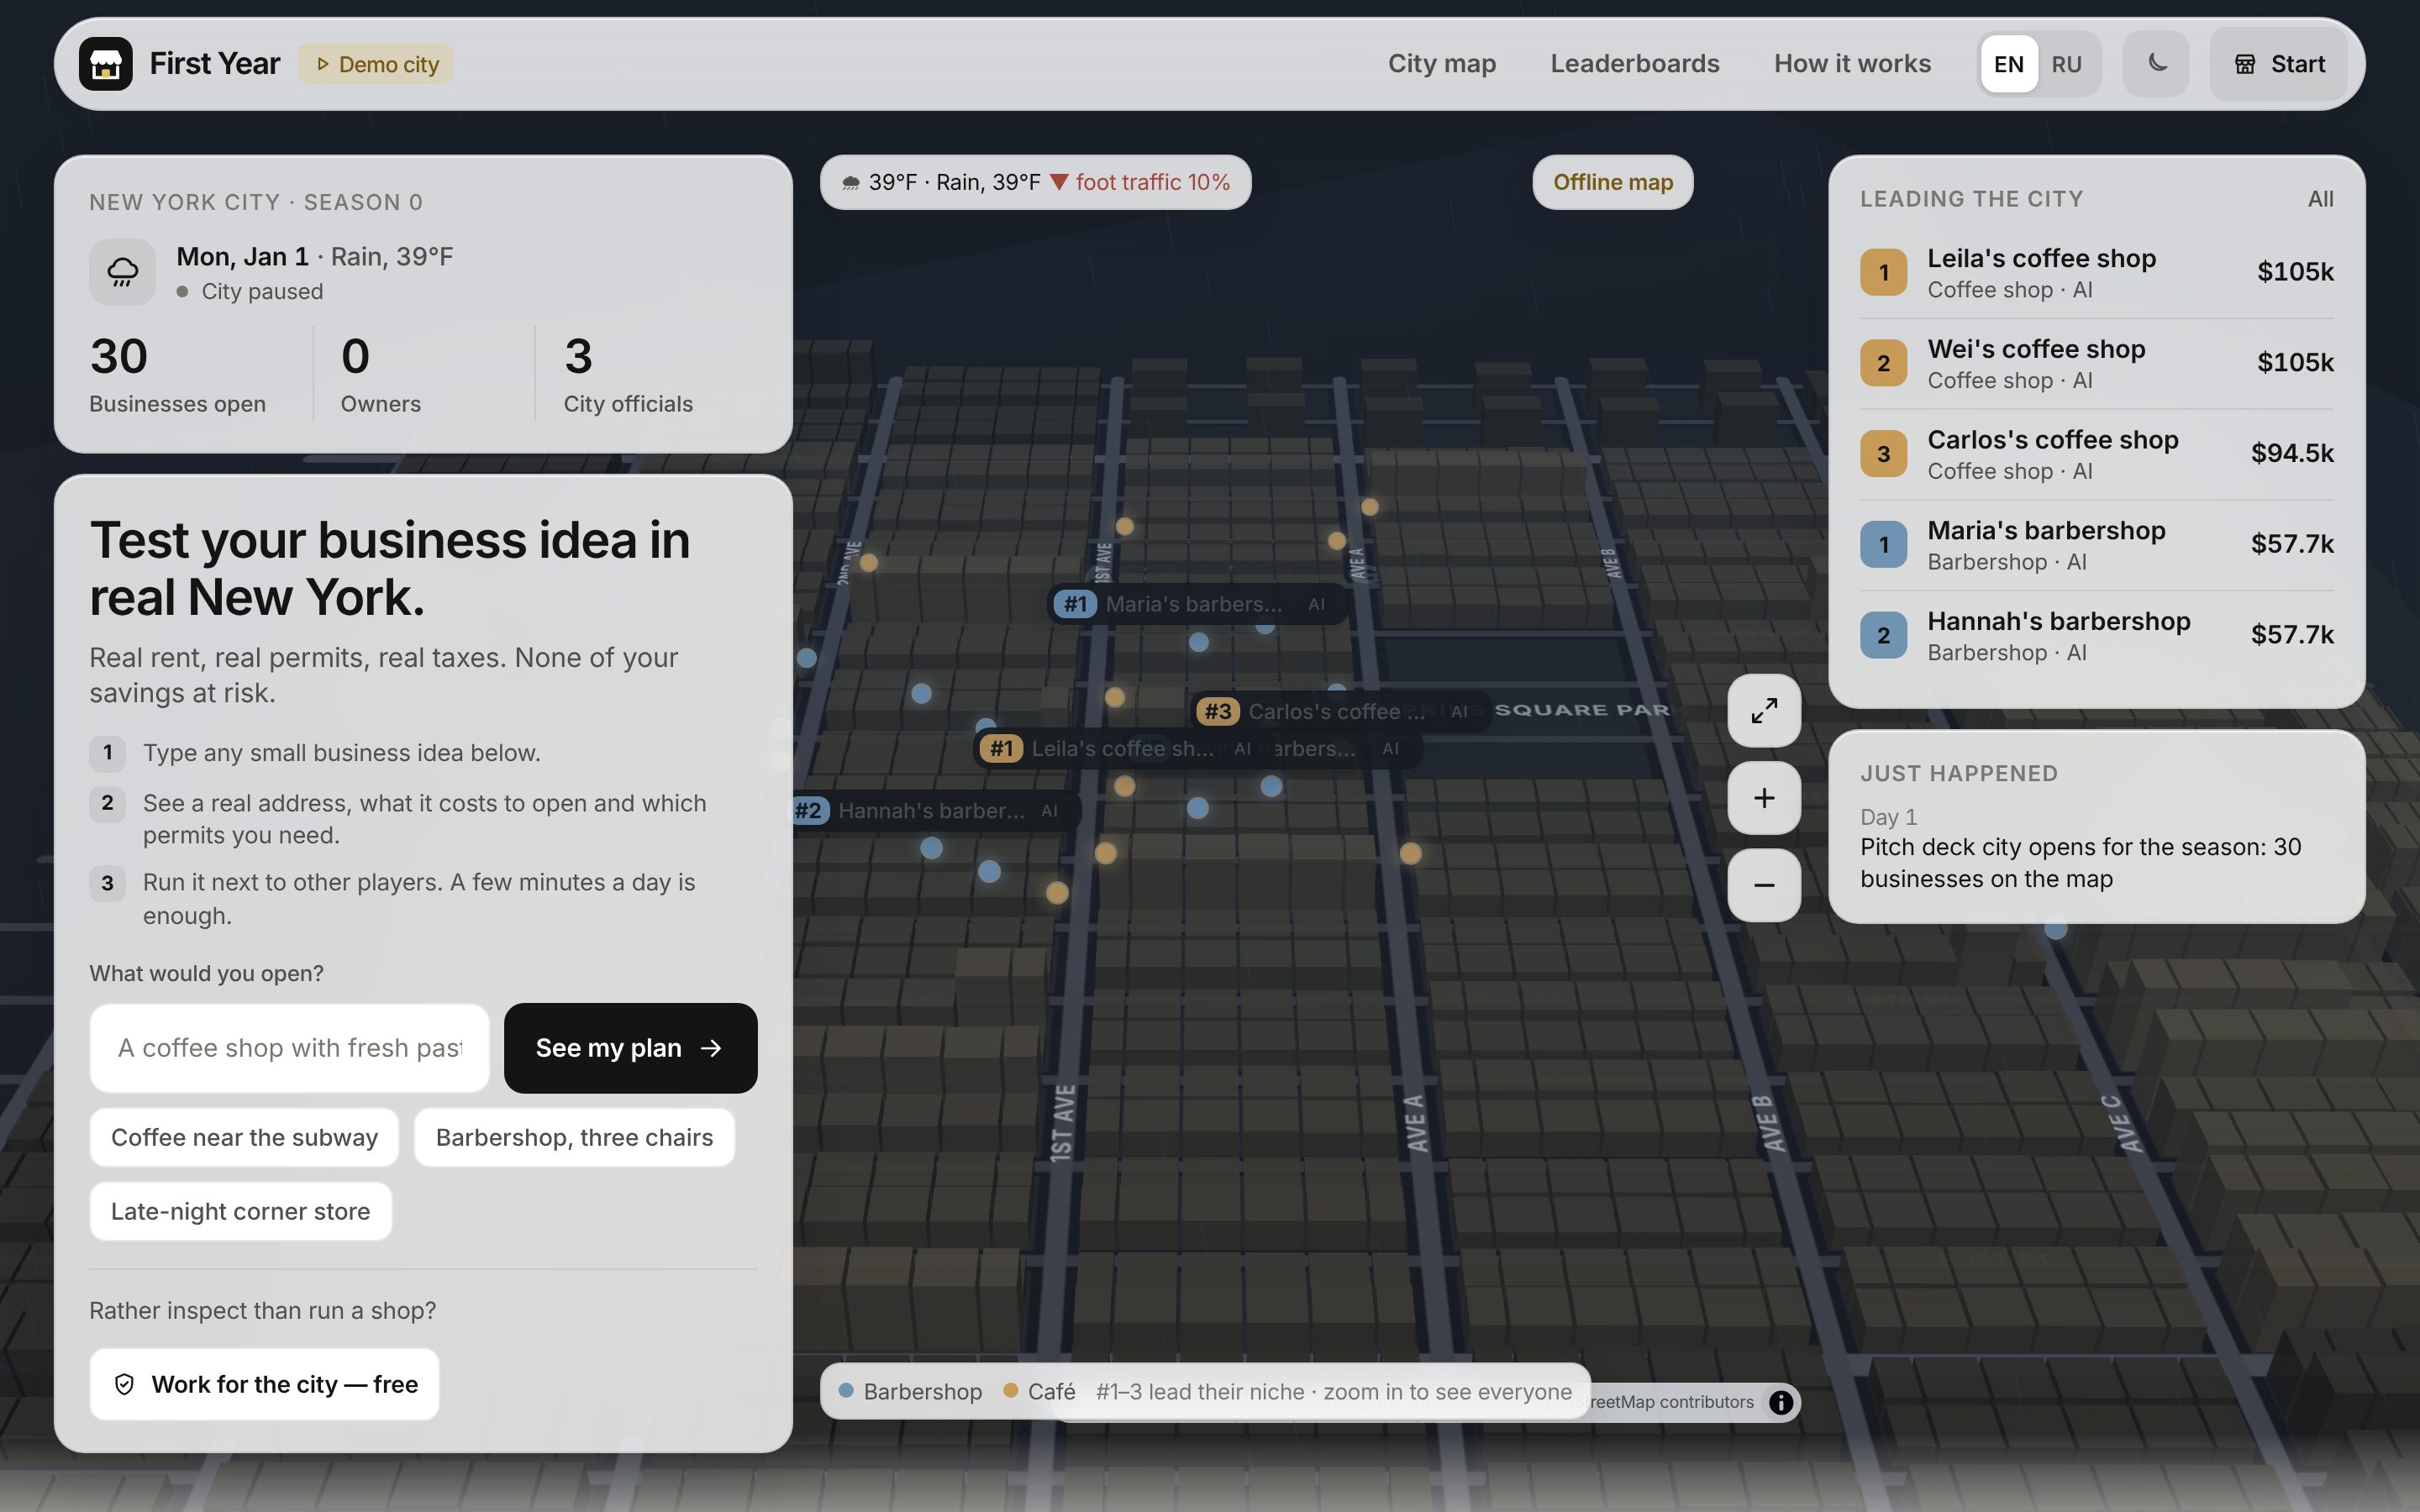 First Year
Demo city
City map
Leaderboards
How it works
EN
RU
Start
NEW YORK CITY · SEASON 0
Mon, Jan 1 · Rain, 39°F
City paused
30
Businesses open
0
Owners
3
City officials
Test your business idea in
real New York.
Real rent, real permits, real taxes. None of your
savings at risk.
1 Type any small business idea below.
2 See a real address, what it costs to open and which
permits you need.
3 Run it next to other players. A few minutes a day is
enough.
What would you open?
A coffee shop with fresh past
See my plan →
Coffee near the subway
Barbershop, three chairs
Late-night corner store
Rather inspect than run a shop?
Work for the city — free
39°F · Rain, 39°F ▼ foot traffic 10%
Offline map
2ND AVE
1ST AVE
AVE A
AVE B
#1 Maria's barbers... AI
#3 Carlos's coffee ... AI
SQUARE PARK
#1 Leila's coffee sh... AI
arbers... AI
#2 Hannah's barber... AI
1ST AVE
AVE A
AVE B
AVE C
Barbershop
Café
#1–3 lead their niche · zoom in to see everyone
reetMap contributors
LEADING THE CITY
All
1 Leila's coffee shop $105k
Coffee shop · AI
2 Wei's coffee shop $105k
Coffee shop · AI
3 Carlos's coffee shop $94.5k
Coffee shop · AI
1 Maria's barbershop $57.7k
Barbershop · AI
2 Hannah's barbershop $57.7k
Barbershop · AI
JUST HAPPENED
Day 1
Pitch deck city opens for the season: 30
businesses on the map